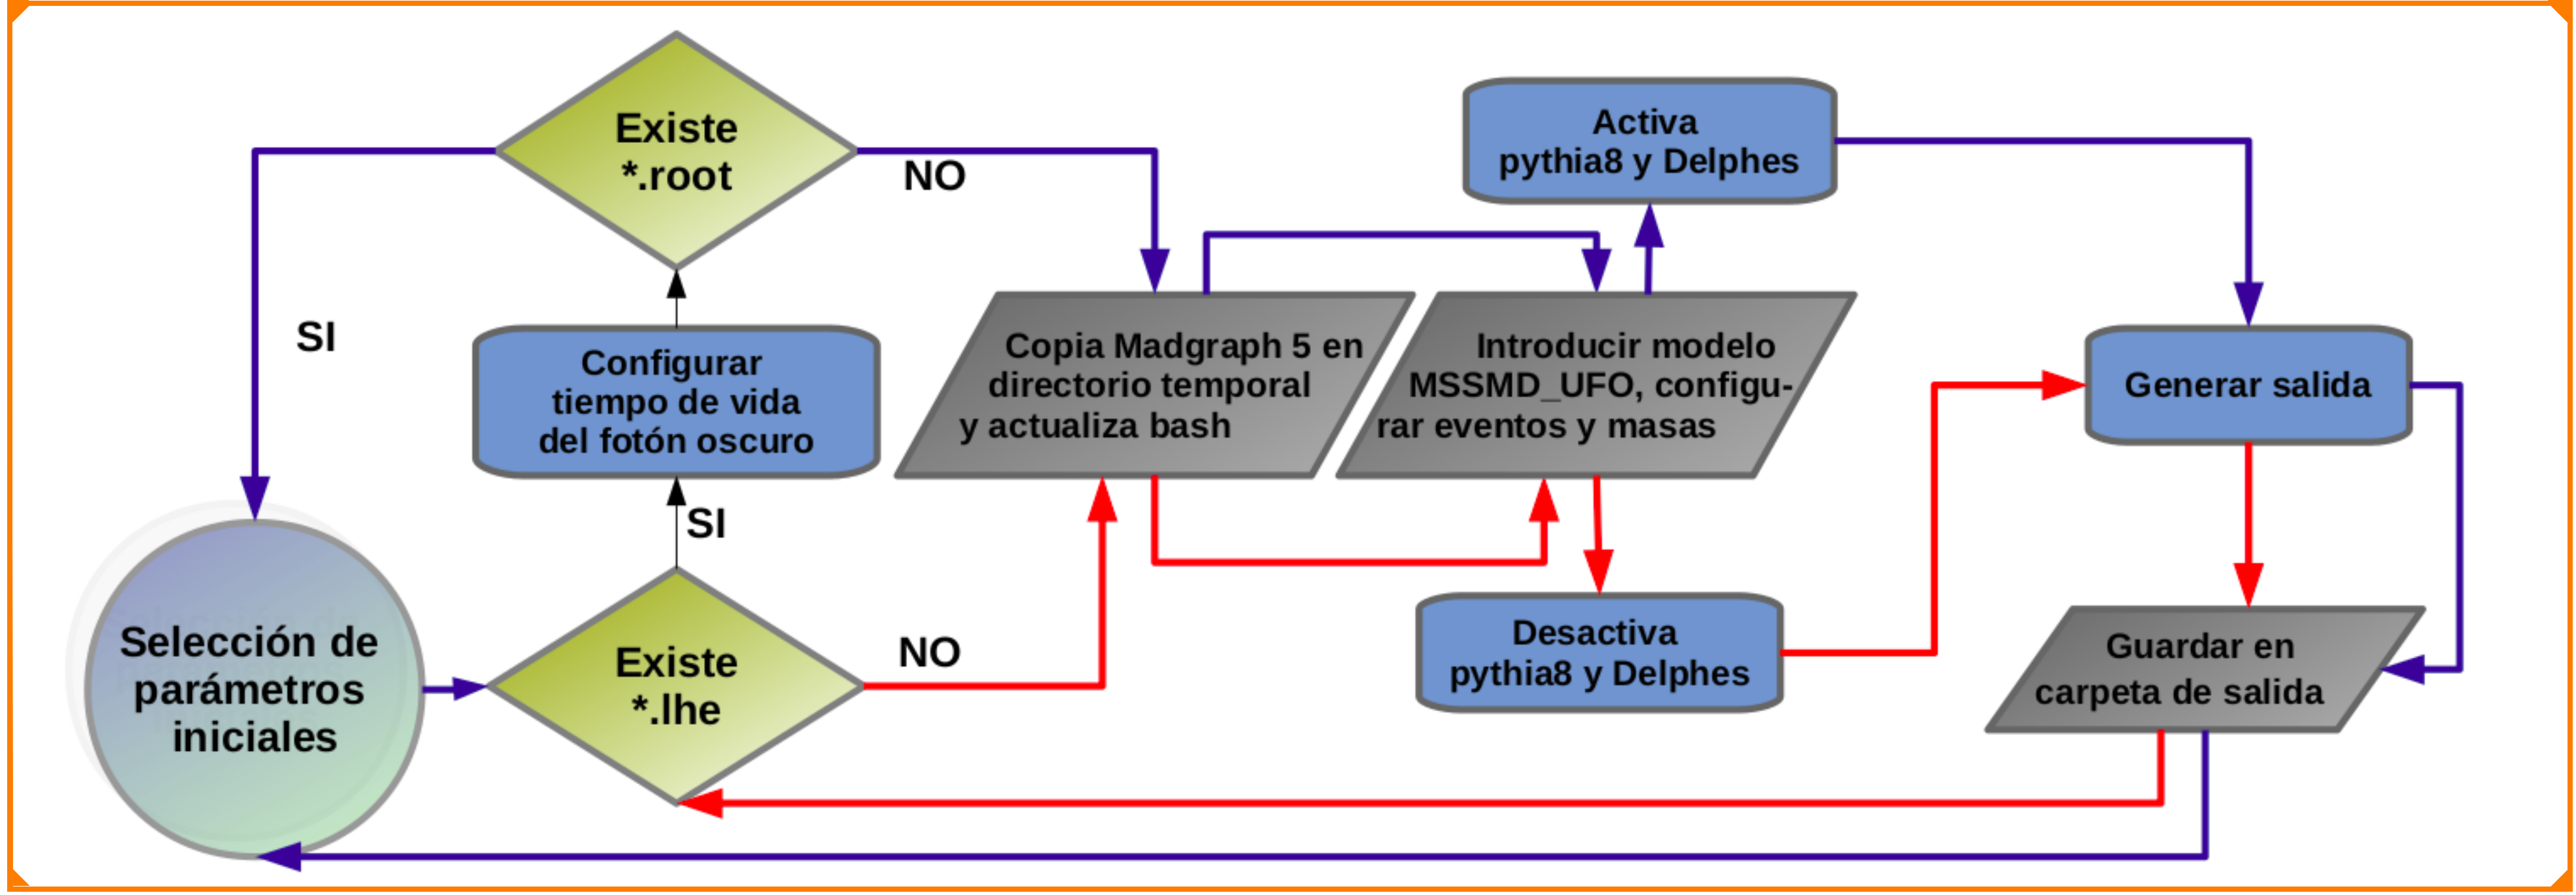 Existe
*.root
NO
SI
Activa
pythia8 y Delphes
Configurar
tiempo de vida
del fotón oscuro
Copia Madgraph 5 en
directorio temporal
y actualiza bash
Introducir modelo
MSSMD_UFO, configu-
rar eventos y masas
Generar salida
SI
Selección de
parámetros
iniciales
Existe
*.lhe
NO
Desactiva
pythia8 y Delphes
Guardar en
carpeta de salida